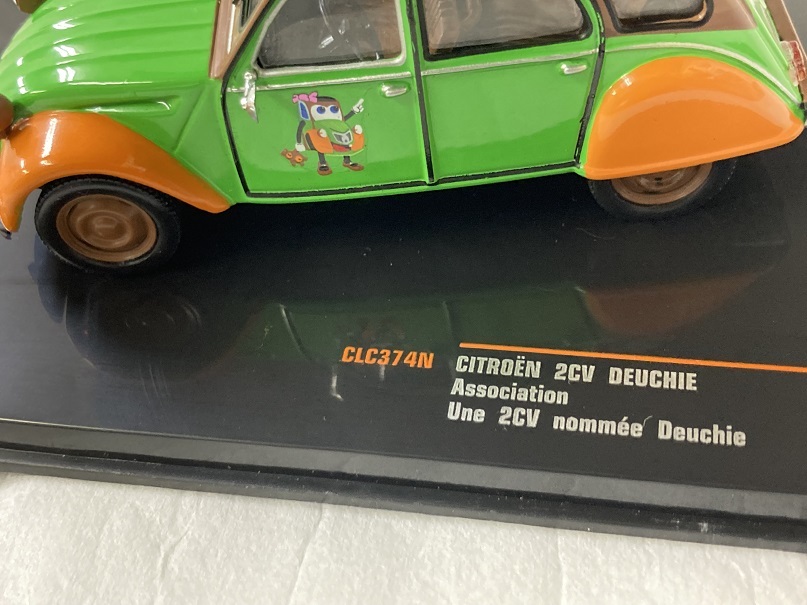 CLC374N
CITROËN 2CV DEUCHIE
Association
Une 2CV nommée Deuchie